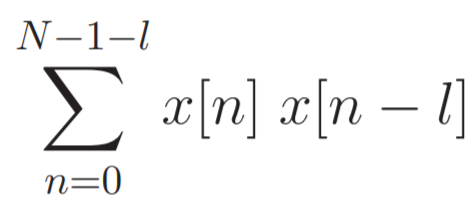 N−1−l
∑ x[n] x[n − l]
n=0